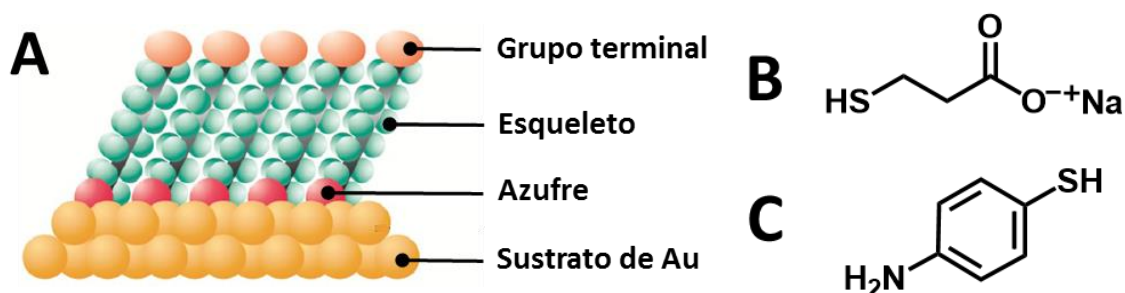 A
Grupo terminal
Esqueleto
Azufre
Sustrato de Au
B
O
HS
O⁻⁺Na
C
SH
H₂N